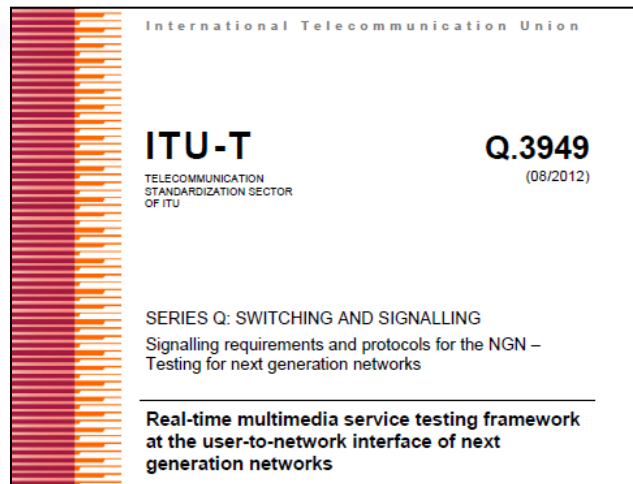 International Telecommunication Union
ITU-T
Q.3949
TELECOMMUNICATION
(08/2012)
STANDARDIZATION SECTOR
OF ITU
SERIES Q: SWITCHING AND SIGNALLING
Signalling requirements and protocols for the NGN –
Testing for next generation networks
Real-time multimedia service testing framework
at the user-to-network interface of next
generation networks